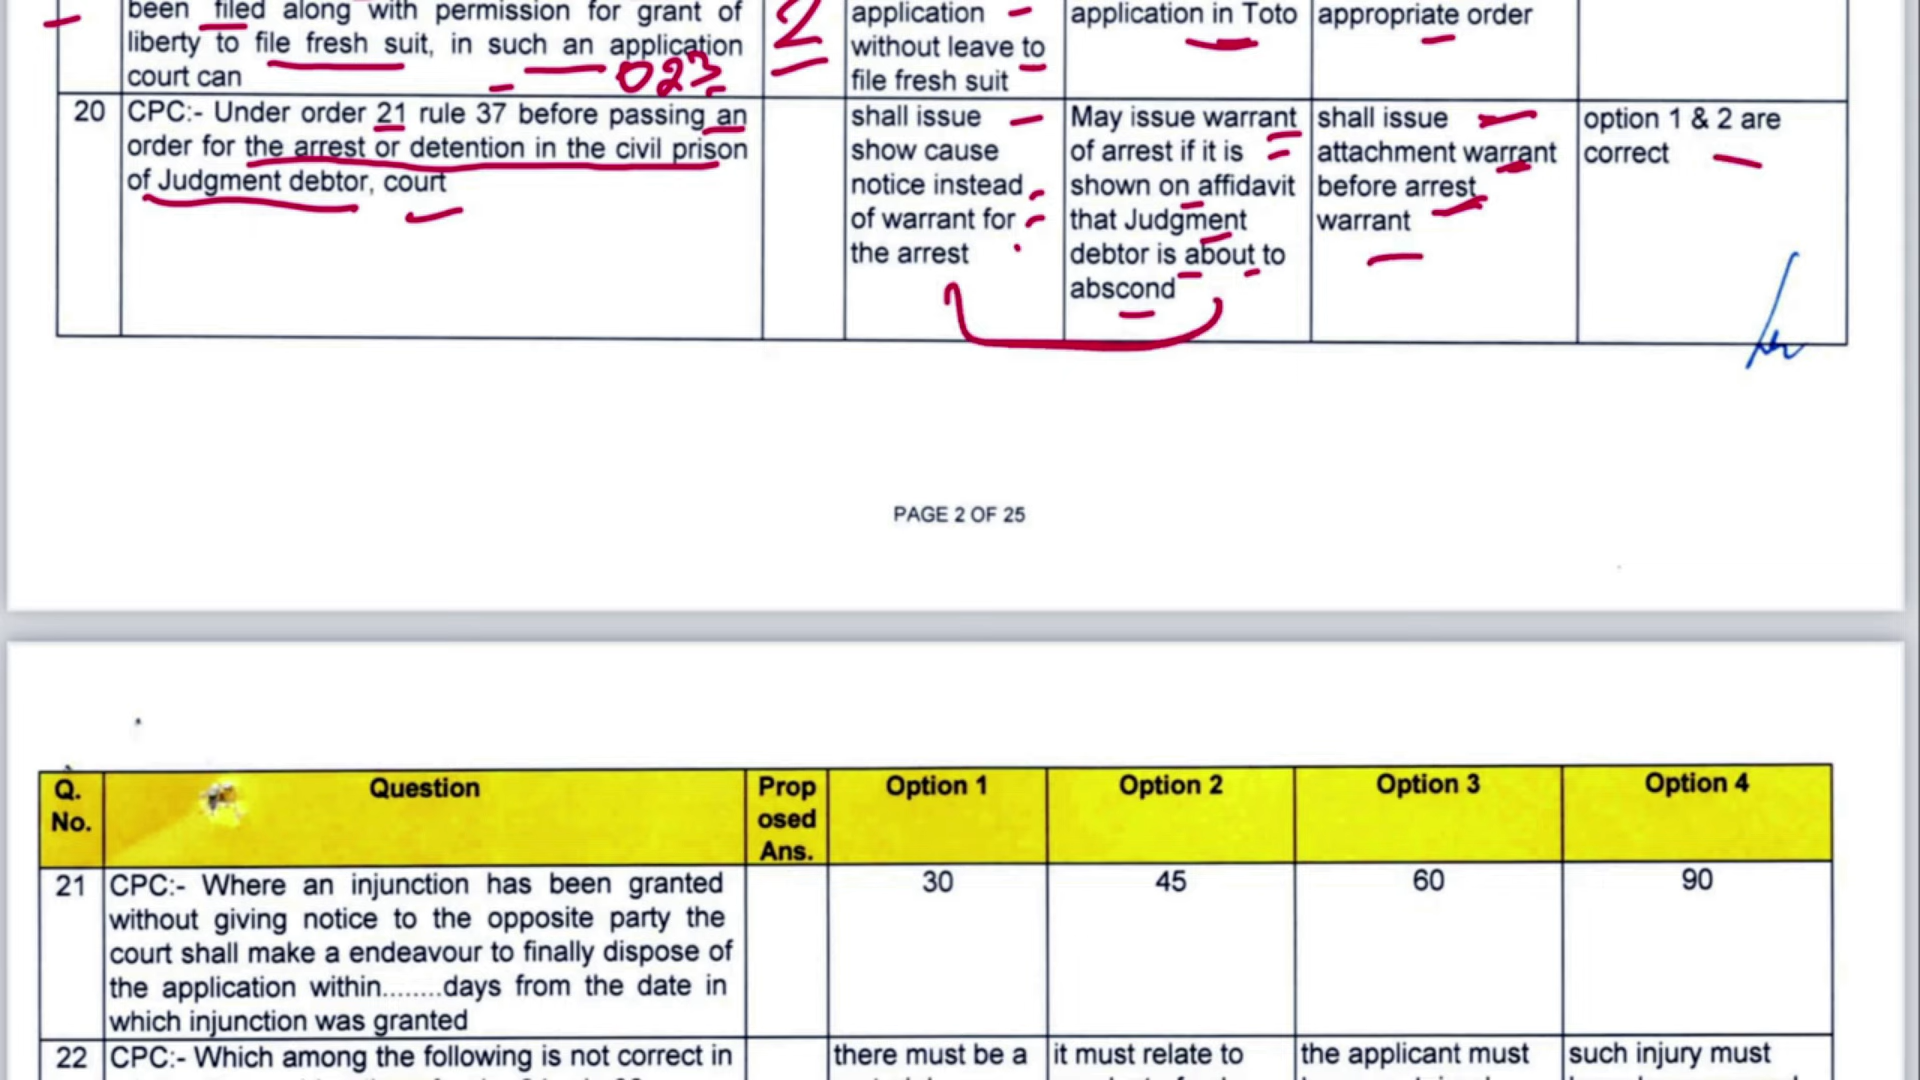 been filed along with permission for grant of
liberty to file fresh suit, in such an application
court can
023
2
application
without leave to
file fresh suit
application in Toto
appropriate order
20
CPC:- Under order 21 rule 37 before passing an
order for the arrest or detention in the civil prison
of Judgment debtor, court
shall issue
show cause
notice instead
of warrant for
the arrest
May issue warrant
of arrest if it is
shown on affidavit
that Judgment
debtor is about to
abscond
shall issue
attachment warrant
before arrest
warrant
option 1 & 2 are
correct
PAGE 2 OF 25
Q.
No.
Question
Prop
osed
Ans.
Option 1
Option 2
Option 3
Option 4
21
CPC:- Where an injunction has been granted
without giving notice to the opposite party the
court shall make a endeavour to finally dispose of
the application within........days from the date in
which injunction was granted
30
45
60
90
22
CPC:- Which among the following is not correct in
there must be a
it must relate to
the applicant must
such injury must